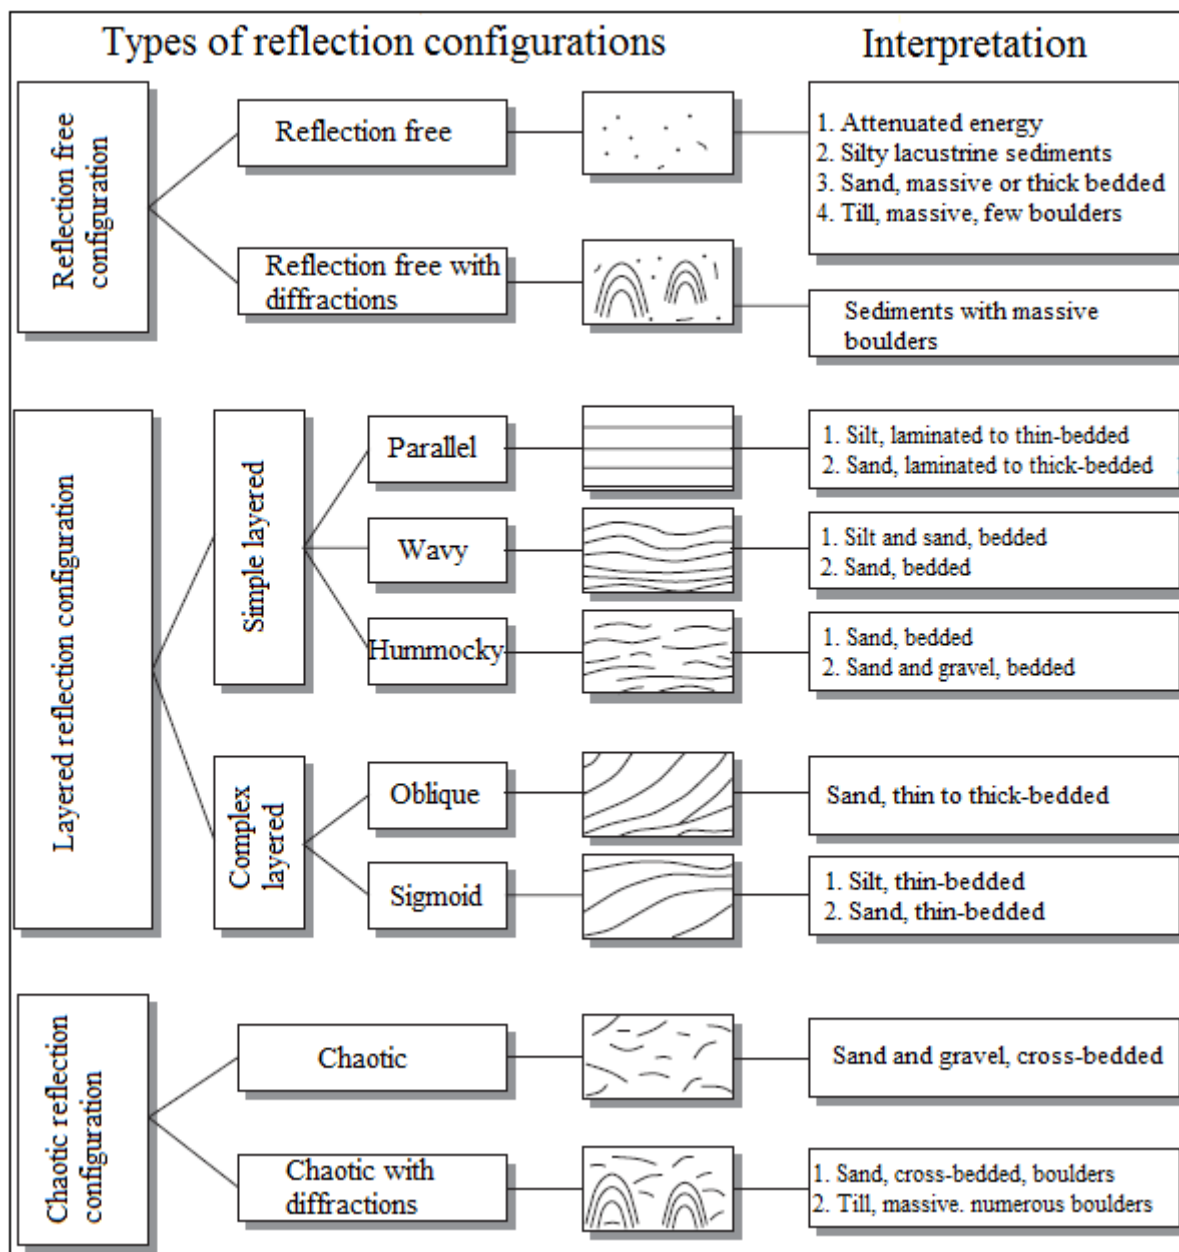 Types of reflection configurations
Interpretation
Reflection free
configuration
Reflection free
1. Attenuated energy
2. Silty lacustrine sediments
3. Sand, massive or thick bedded
4. Till, massive, few boulders
Reflection free with
diffractions
Sediments with massive
boulders
Layered reflection configuration
Simple layered
Parallel
1. Silt, laminated to thin-bedded
2. Sand, laminated to thick-bedded
Wavy
1. Silt and sand, bedded
2. Sand, bedded
Hummocky
1. Sand, bedded
2. Sand and gravel, bedded
Complex
layered
Oblique
Sand, thin to thick-bedded
Sigmoid
1. Silt, thin-bedded
2. Sand, thin-bedded
Chaotic reflection
configuration
Chaotic
Sand and gravel, cross-bedded
Chaotic with
diffractions
1. Sand, cross-bedded, boulders
2. Till, massive. numerous boulders